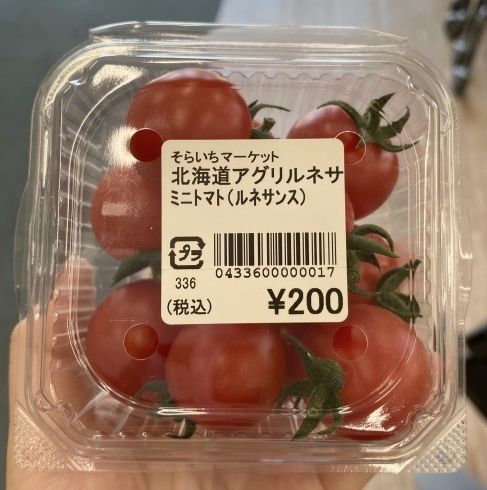 そらいちマーケット
北海道アグリルネサ
ミニトマト(ルネサンス)
プラ
0433600000017
336
(税込) ¥200